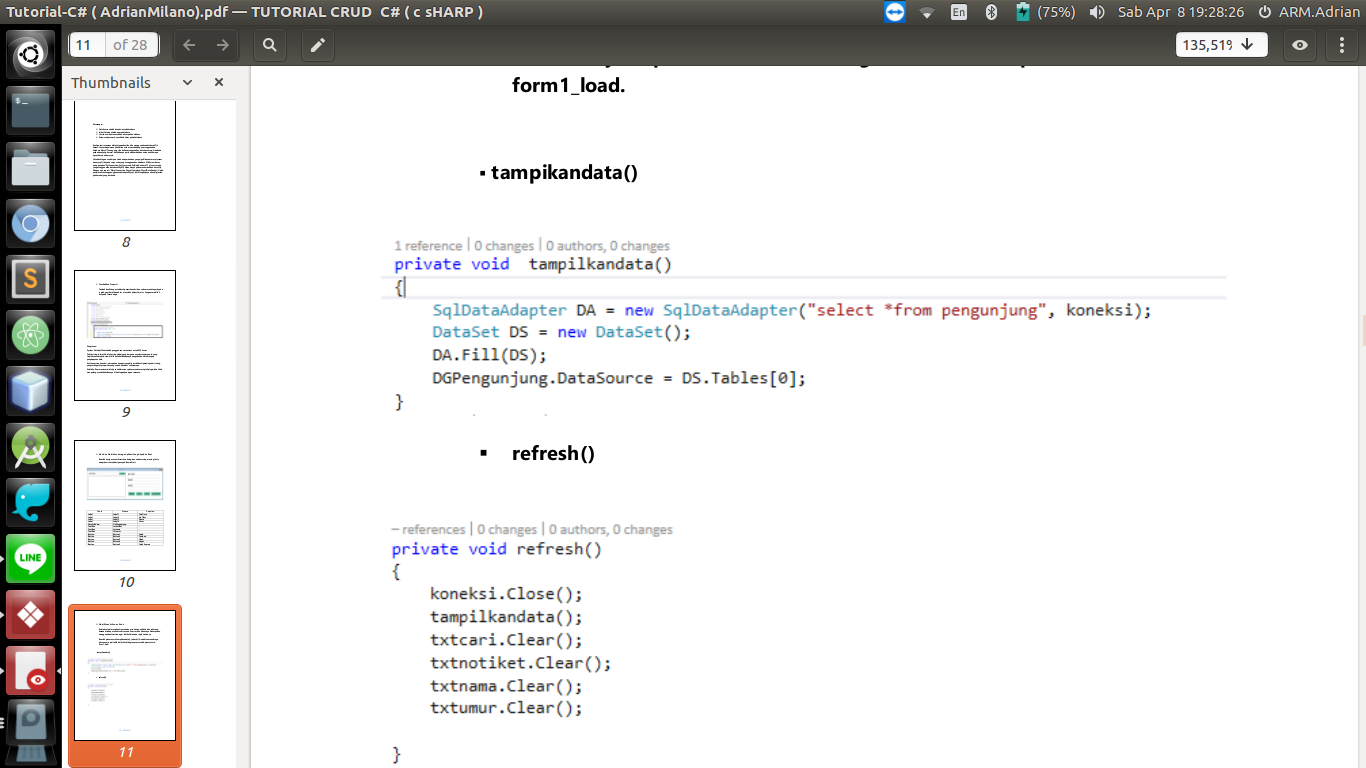 Tutorial-C# ( AdrianMilano).pdf — TUTORIAL CRUD C# ( c sHARP )
En
(75%)
Sab Apr 8 19:28:26
ARM.Adrian
11 of 28
135,51%
Thumbnails
8
9
10
11
LINE
form1_load.
▪ tampikandata()
1 reference | 0 changes | 0 authors, 0 changes
private void tampilkandata()
{
SqlDataAdapter DA = new SqlDataAdapter("select *from pengunjung", koneksi);
DataSet DS = new DataSet();
DA.Fill(DS);
DGPengunjung.DataSource = DS.Tables[0];
}
▪ refresh()
– references | 0 changes | 0 authors, 0 changes
private void refresh()
{
koneksi.Close();
tampilkandata();
txtcari.Clear();
txtnotiket.Clear();
txtnama.Clear();
txtumur.Clear();
}